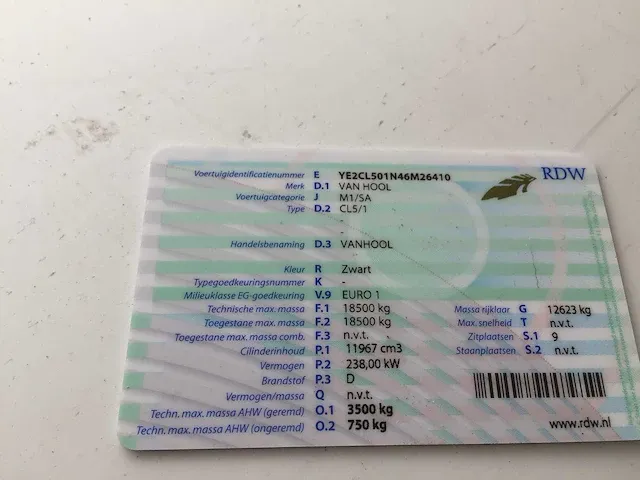 Voertuigidentificatienummer E YE2CL501N46M26410
RDW
Merk D.1 VAN HOOL
Voertuigcategorie J M1/SA
Type D.2 CL5/1
-
-
Handelsbenaming D.3 VANHOOL
Kleur R Zwart
Typegoedkeuringsnummer K -
Milieuklasse EG-goedkeuring V.9 EURO 1
Technische max. massa F.1 18500 kg Massa rijklaar G 12623 kg
Toegestane max. massa F.2 18500 kg Max. snelheid T n.v.t.
Toegestane max. massa comb. F.3 n.v.t. Zitplaatsen S.1 9
Cilinderinhoud P.1 11967 cm3 Staanplaatsen S.2 n.v.t.
Vermogen P.2 238,00 kW
Brandstof P.3 D
Vermogen/massa Q n.v.t.
Techn. max. massa AHW (geremd) O.1 3500 kg
Techn. max. massa AHW (ongeremd) O.2 750 kg
www.rdw.nl